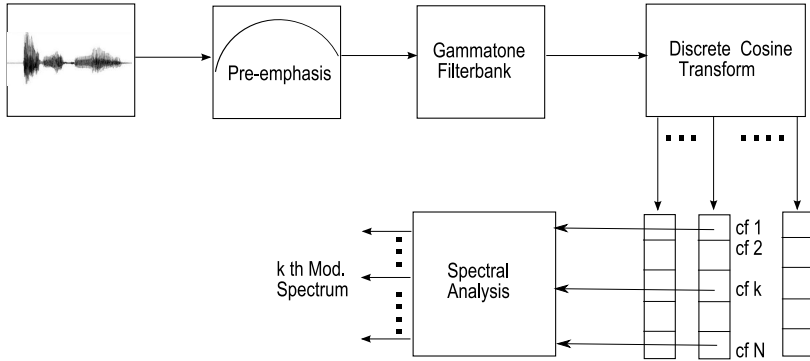 Pre-emphasis
Gammatone
Filterbank
Discrete Cosine
Transform
cf 1
cf 2
k th Mod.
Spectrum
Spectral
Analysis
cf k
cf N